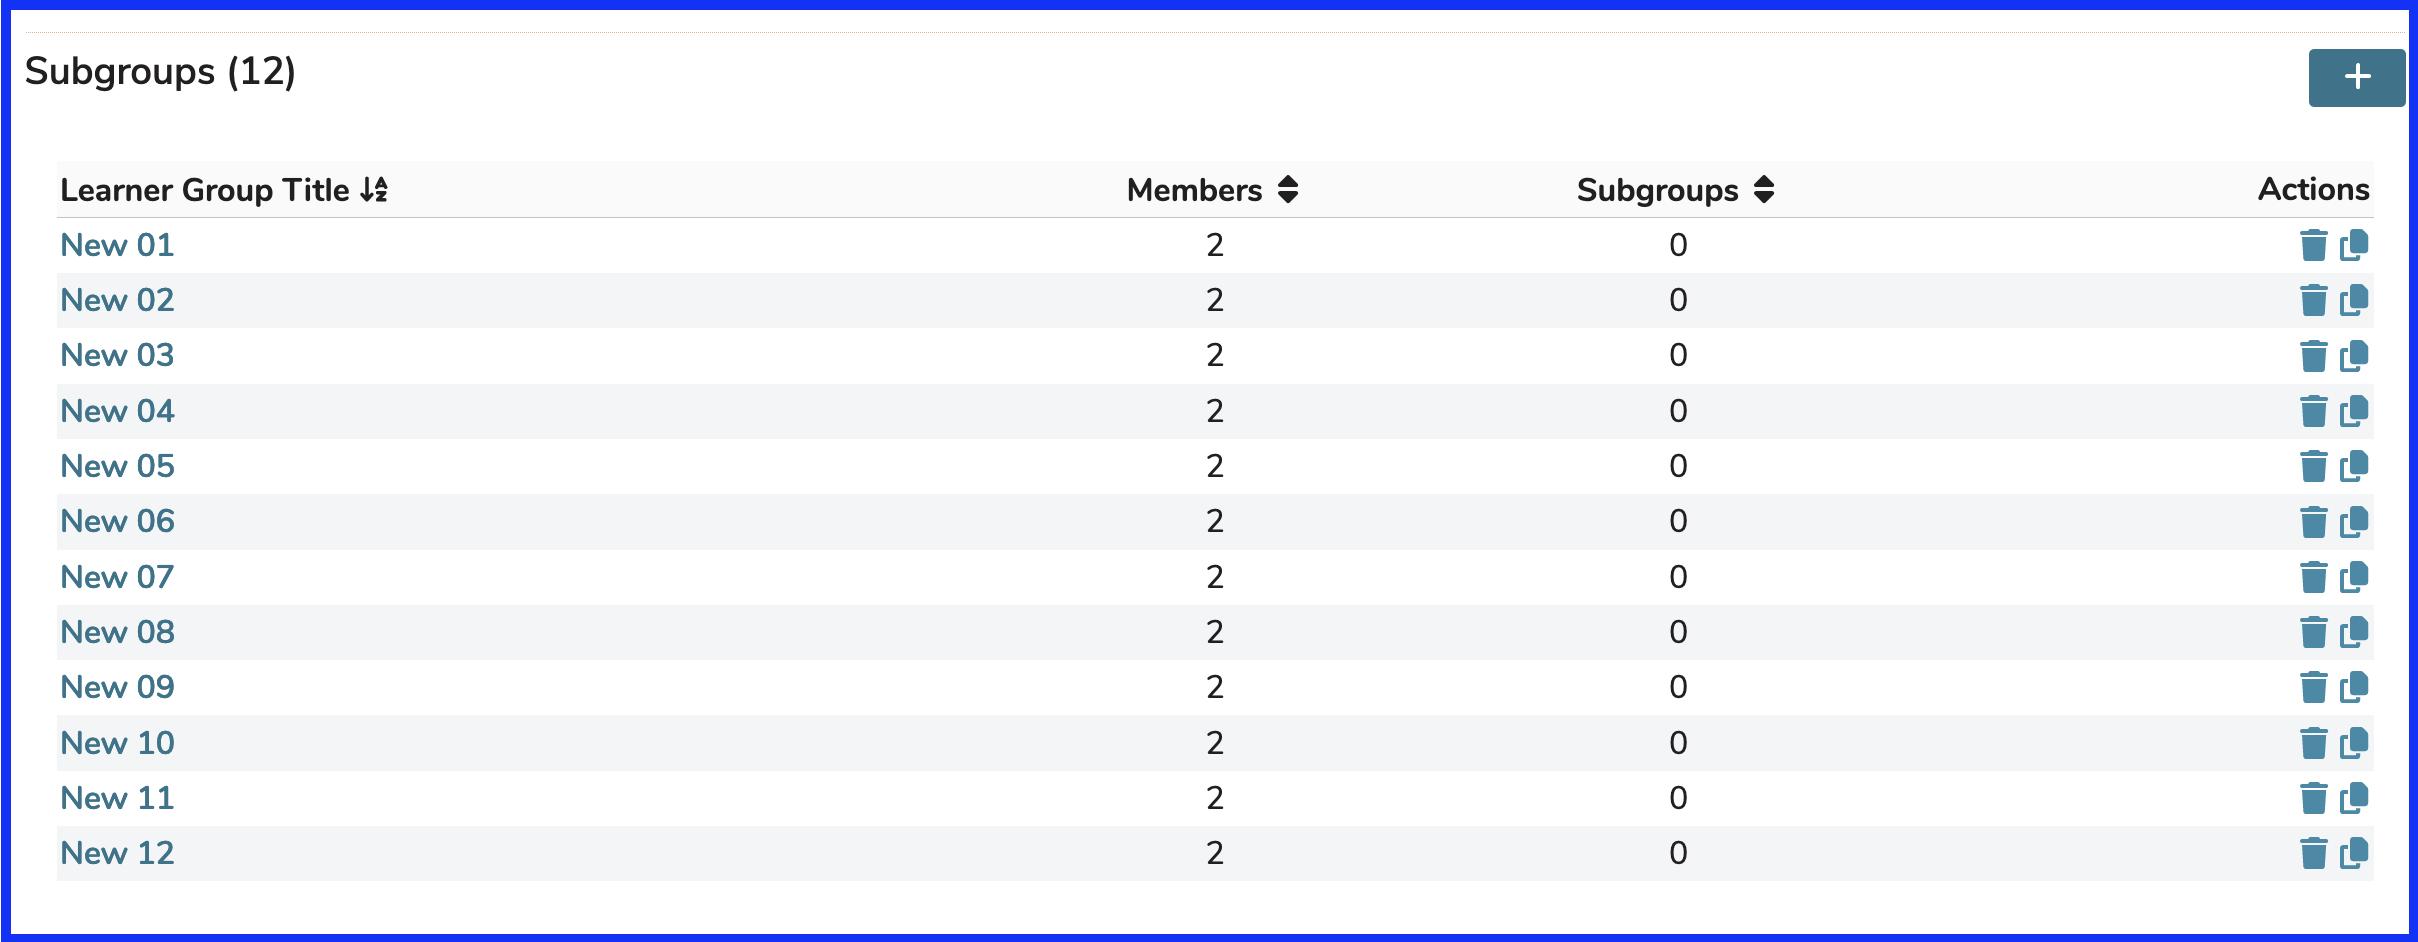 Subgroups (12)
+
Learner Group Title Members Subgroups Actions
New 01 2 0
New 02 2 0
New 03 2 0
New 04 2 0
New 05 2 0
New 06 2 0
New 07 2 0
New 08 2 0
New 09 2 0
New 10 2 0
New 11 2 0
New 12 2 0